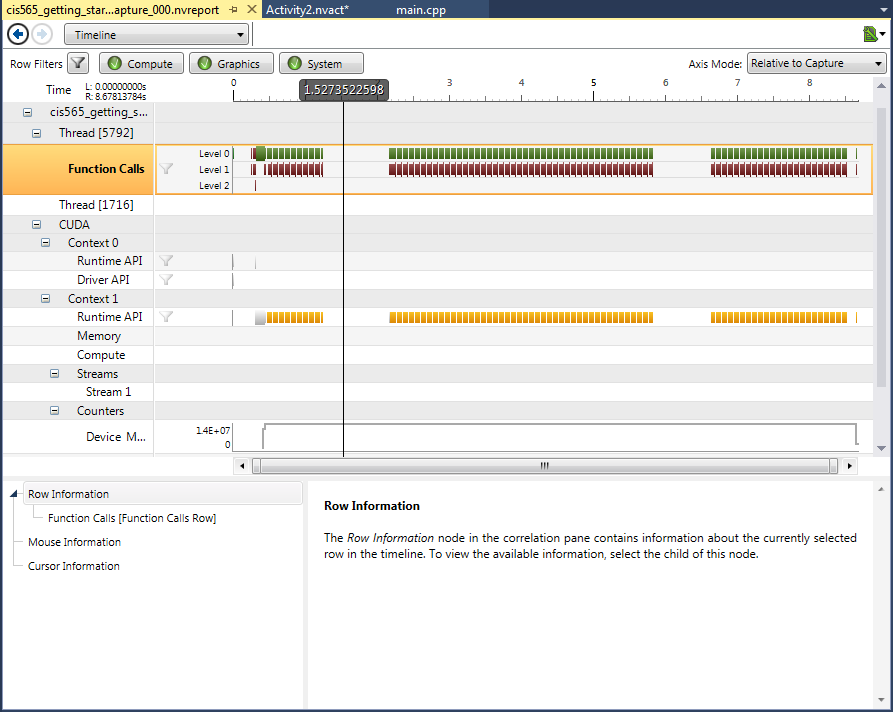 cis565_getting_star...apture_000.nvreport Activity2.nvact* main.cpp
Timeline
Row Filters Compute Graphics System Axis Mode: Relative to Capture
Time L: 0.00000000s
R: 8.67813784s
0 1.5273522598 3 4 5 6 7 8
cis565_getting_s...
Thread [5792]
Function Calls
Level 0
Level 1
Level 2
Thread [1716]
CUDA
Context 0
Runtime API
Driver API
Context 1
Runtime API
Memory
Compute
Streams
Stream 1
Counters
Device M... 1.4E+07
0
Row Information
Function Calls [Function Calls Row]
Mouse Information
Cursor Information
Row Information
The Row Information node in the correlation pane contains information about the currently selected
row in the timeline. To view the available information, select the child of this node.